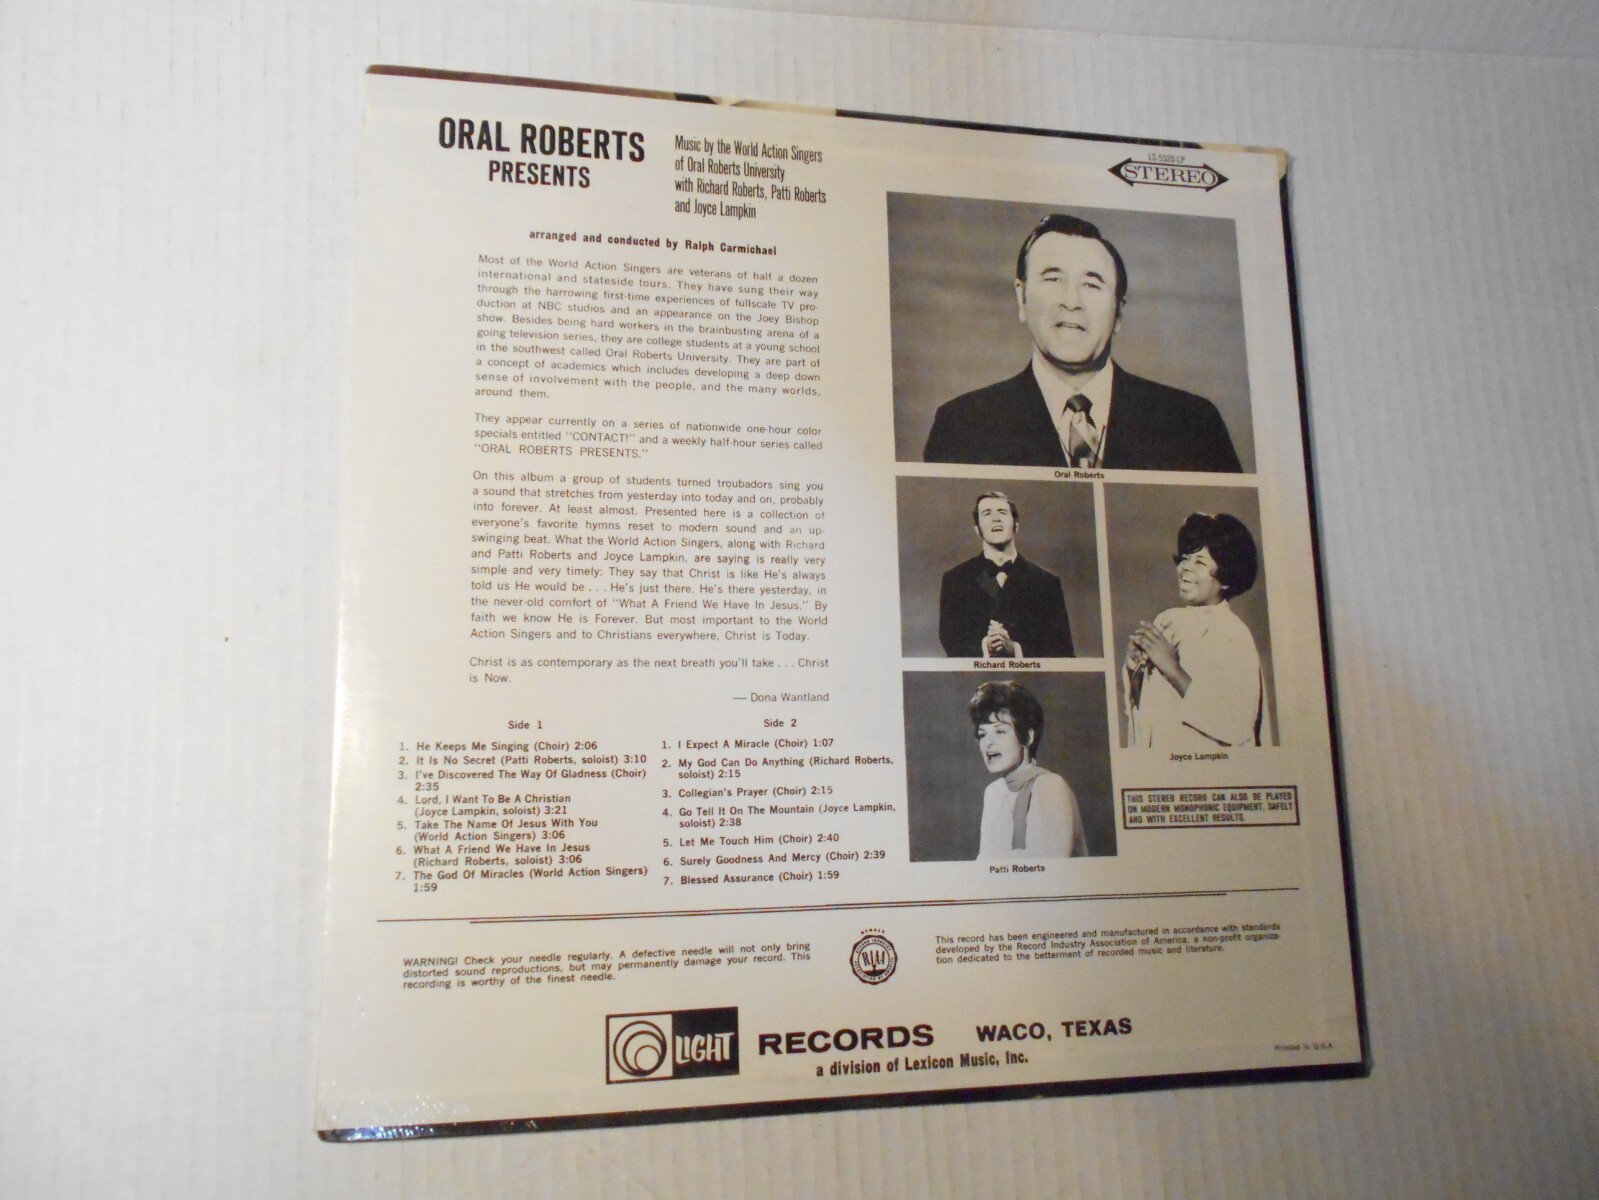 ORAL ROBERTS
PRESENTS
Music by the World Action Singers
of Oral Roberts University
with Richard Roberts, Patti Roberts
and Joyce Lampkin
LS-5520-LP
STEREO
arranged and conducted by Ralph Carmichael
Most of the World Action Singers are veterans of half a dozen
international and stateside tours. They have sung their way
through the harrowing first-time experiences of fullscale TV pro-
duction at NBC studios and an appearance on the Joey Bishop
show. Besides being hard workers in the brainbusting arena of a
going television series, they are college students at a young school
in the southwest called Oral Roberts University. They are part of
a concept of academics which includes developing a deep down
sense of involvement with the people, and the many worlds,
around them.
They appear currently on a series of nationwide one-hour color
specials entitled "CONTACT!" and a weekly half-hour series called
"ORAL ROBERTS PRESENTS."
On this album a group of students turned troubadors sing you
a sound that stretches from yesterday into today and on, probably
into forever. At least almost. Presented here is a collection of
everyone's favorite hymns reset to modern sound and an up-
swinging beat. What the World Action Singers, along with Richard
and Patti Roberts and Joyce Lampkin, are saying is really very
simple and very timely: They say that Christ is like He's always
told us He would be . . . He's just there. He's there yesterday, in
the never-old comfort of "What A Friend We Have In Jesus." By
faith we know He is Forever. But most important to the World
Action Singers and to Christians everywhere, Christ is Today.
Christ is as contemporary as the next breath you'll take . . . Christ
is Now.
— Dona Wantland
Side 1
1. He Keeps Me Singing (Choir) 2:06
2. It Is No Secret (Patti Roberts, soloist) 3:10
3. I've Discovered The Way Of Gladness (Choir)
2:35
4. Lord, I Want To Be A Christian
(Joyce Lampkin, soloist) 3:21
5. Take The Name Of Jesus With You
(World Action Singers) 3:06
6. What A Friend We Have In Jesus
(Richard Roberts, soloist) 3:06
7. The God Of Miracles (World Action Singers)
1:59
Side 2
1. I Expect A Miracle (Choir) 1:07
2. My God Can Do Anything (Richard Roberts,
soloist) 2:15
3. Collegian's Prayer (Choir) 2:15
4. Go Tell It On The Mountain (Joyce Lampkin,
soloist) 2:38
5. Let Me Touch Him (Choir) 2:40
6. Surely Goodness And Mercy (Choir) 2:39
7. Blessed Assurance (Choir) 1:59
Oral Roberts
Richard Roberts
Joyce Lampkin
Patti Roberts
THIS STEREO RECORD CAN ALSO BE PLAYED
ON MODERN MONOPHONIC EQUIPMENT, SAFELY
AND WITH EXCELLENT RESULTS.
WARNING! Check your needle regularly. A defective needle will not only bring
distorted sound reproductions, but may permanently damage your record. This
recording is worthy of the finest needle.
MEMBER
RIAA
This record has been engineered and manufactured in accordance with standards
developed by the Record Industry Association of America, a non-profit organiza-
tion dedicated to the betterment of recorded music and literature.
LIGHT
RECORDS WACO, TEXAS
a division of Lexicon Music, Inc.
Printed in U.S.A.